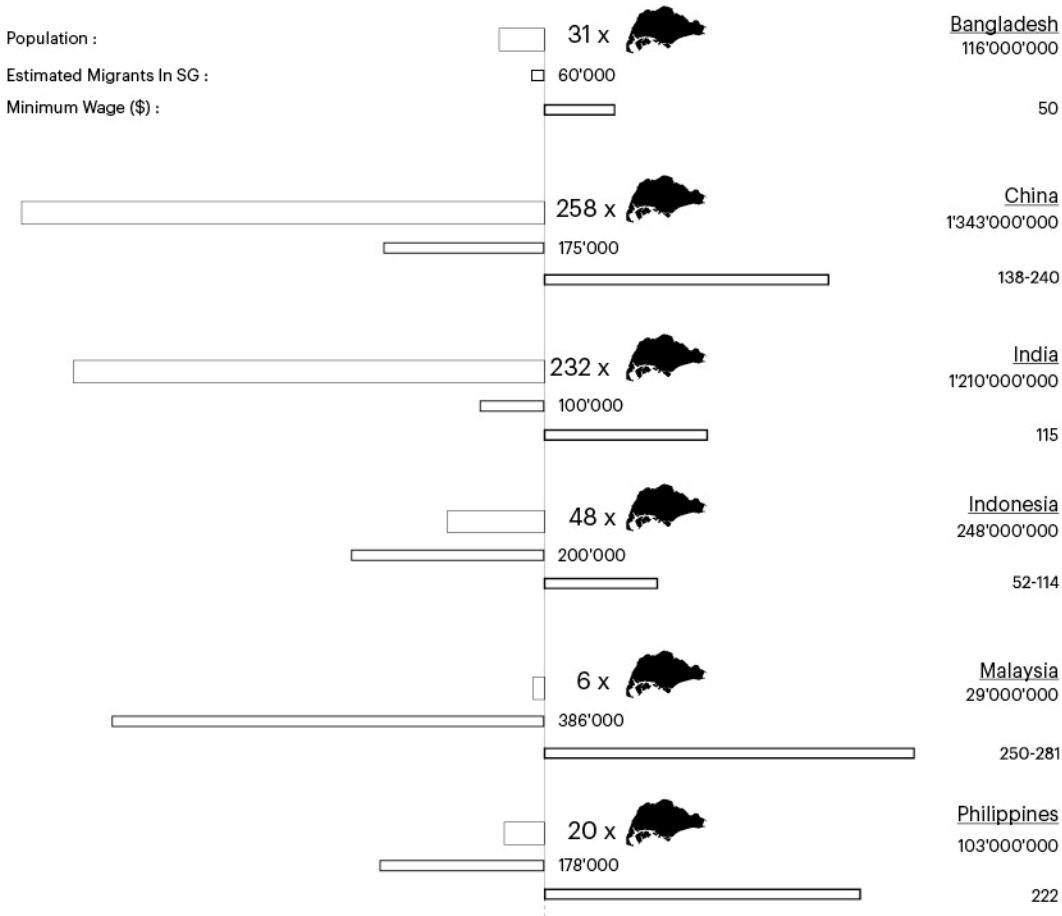 Population :
31 x
Bangladesh
116'000'000
Estimated Migrants In SG :
60'000
Minimum Wage ($) :
50
258 x
China
1'343'000'000
175'000
138-240
232 x
India
1'210'000'000
100'000
115
48 x
Indonesia
248'000'000
200'000
52-114
6 x
Malaysia
29'000'000
386'000
250-281
20 x
Philippines
103'000'000
178'000
222